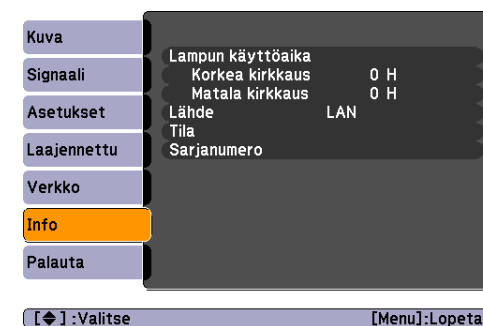 Kuva
Signaali
Asetukset
Laajennettu
Verkko
Info
Palauta
Lampun käyttöaika
Korkea kirkkaus 0 H
Matala kirkkaus 0 H
Lähde LAN
Tila
Sarjanumero
[◆] :Valitse [Menu]:Lopeta